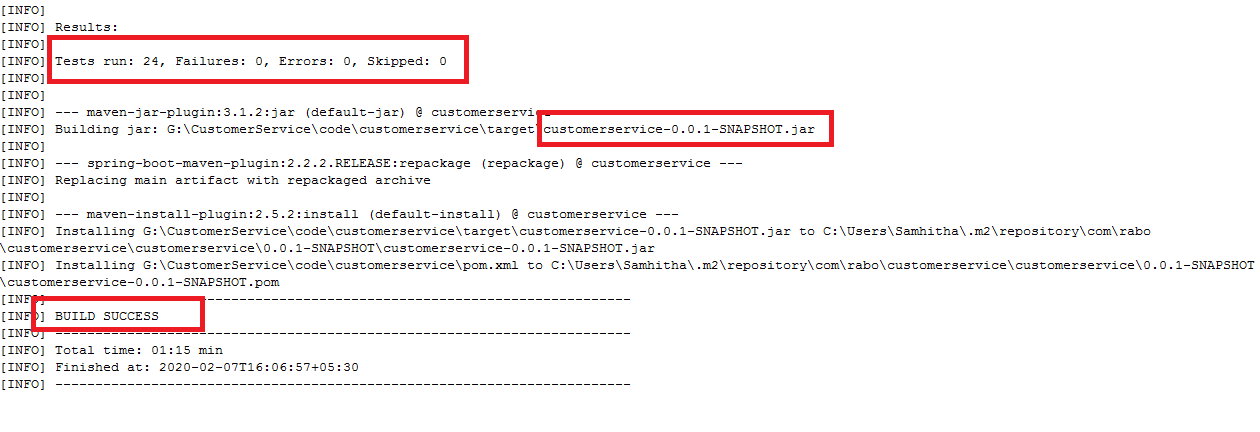 [INFO]
[INFO] Results:
[INFO]
[INFO] Tests run: 24, Failures: 0, Errors: 0, Skipped: 0
[INFO]
[INFO]
[INFO] --- maven-jar-plugin:3.1.2:jar (default-jar) @ customerservice
[INFO] Building jar: G:\CustomerService\code\customerservice\target\customerservice-0.0.1-SNAPSHOT.jar
[INFO]
[INFO] --- spring-boot-maven-plugin:2.2.2.RELEASE:repackage (repackage) @ customerservice ---
[INFO] Replacing main artifact with repackaged archive
[INFO]
[INFO] --- maven-install-plugin:2.5.2:install (default-install) @ customerservice ---
[INFO] Installing G:\CustomerService\code\customerservice\target\customerservice-0.0.1-SNAPSHOT.jar to C:\Users\Samhitha\.m2\repository\com\rabo
\customerservice\customerservice\0.0.1-SNAPSHOT\customerservice-0.0.1-SNAPSHOT.jar
[INFO] Installing G:\CustomerService\code\customerservice\pom.xml to C:\Users\Samhitha\.m2\repository\com\rabo\customerservice\customerservice\0.0.1-SNAPSHOT
\customerservice-0.0.1-SNAPSHOT.pom
[INFO] ------------------------------------------------------------------------
[INFO] BUILD SUCCESS
[INFO] ------------------------------------------------------------------------
[INFO] Total time: 01:15 min
[INFO] Finished at: 2020-02-07T16:06:57+05:30
[INFO] ------------------------------------------------------------------------